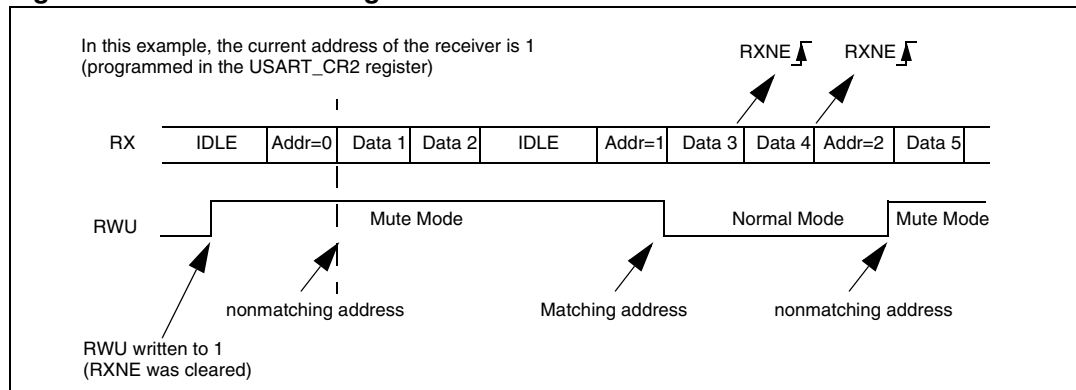 In this example, the current address of the receiver is 1
(programmed in the USART_CR2 register)
RXNE RXNE
RX IDLE Addr=0 Data 1 Data 2 IDLE Addr=1 Data 3 Data 4 Addr=2 Data 5
RWU Mute Mode Normal Mode Mute Mode
nonmatching address Matching address nonmatching address
RWU written to 1
(RXNE was cleared)